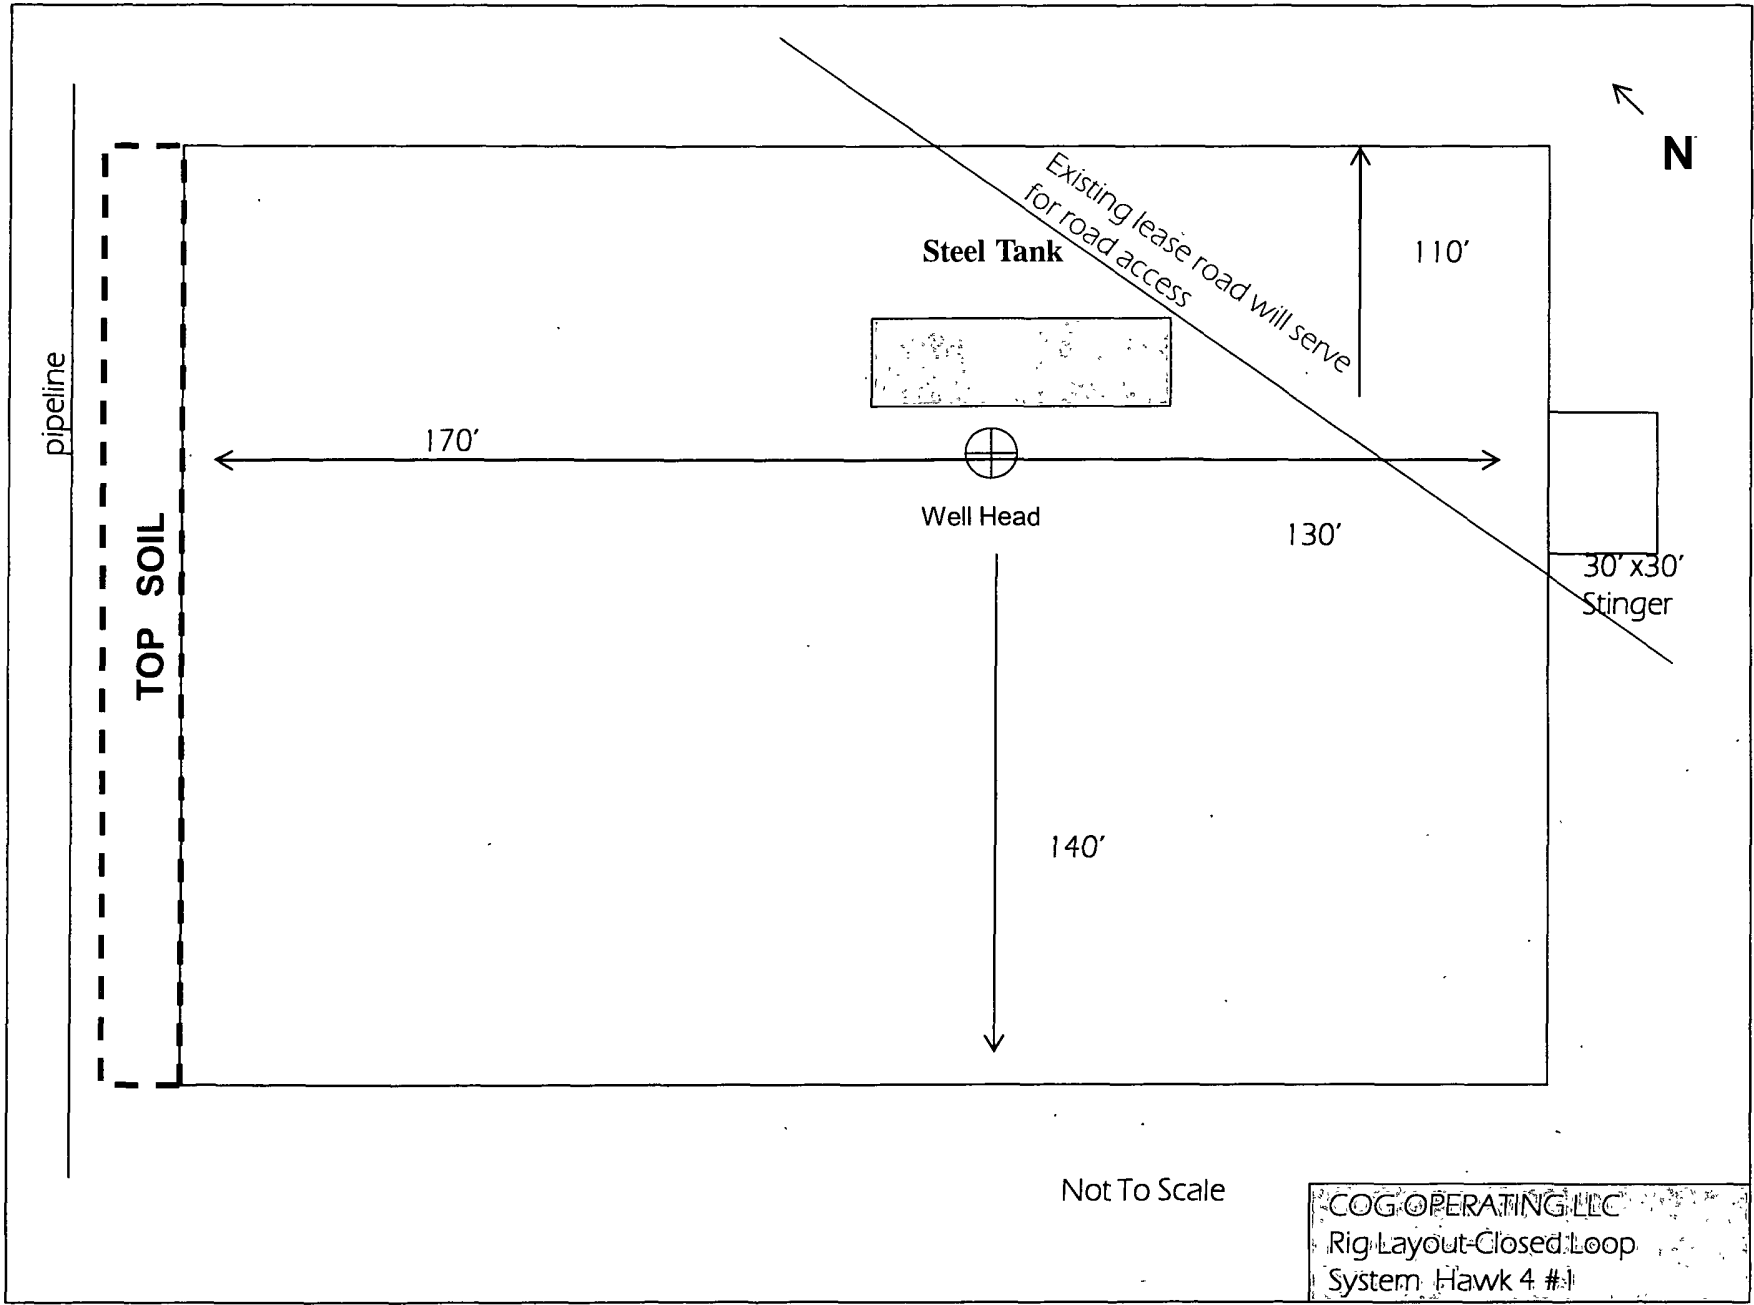 N
Existing lease road will serve
for road access
Steel Tank
110'
pipeline
170'
Well Head
130'
TOP SOIL
30' x30'
Stinger
140'
Not To Scale
COG OPERATING LLC
Rig Layout-Closed Loop
System Hawk 4 #1